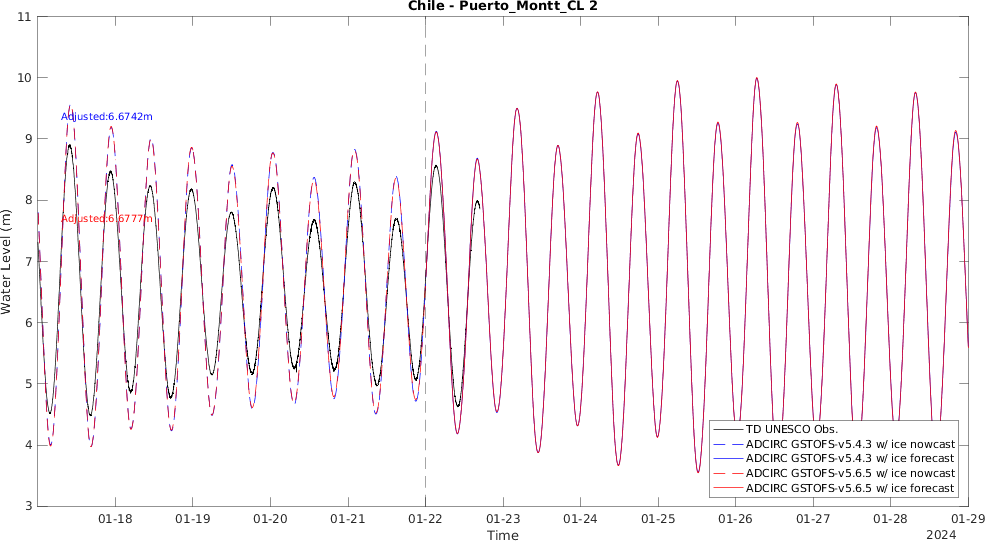 Chile - Puerto_Montt_CL 2
Water Level (m)
11
10
9
8
7
6
5
4
3
Adjusted:6.6742m
Adjusted:6.6777m
TD UNESCO Obs.
ADCIRC GSTOFS-v5.4.3 w/ ice nowcast
ADCIRC GSTOFS-v5.4.3 w/ ice forecast
ADCIRC GSTOFS-v5.6.5 w/ ice nowcast
ADCIRC GSTOFS-v5.6.5 w/ ice forecast
01-18 01-19 01-20 01-21 01-22 01-23 01-24 01-25 01-26 01-27 01-28 01-29
Time
2024